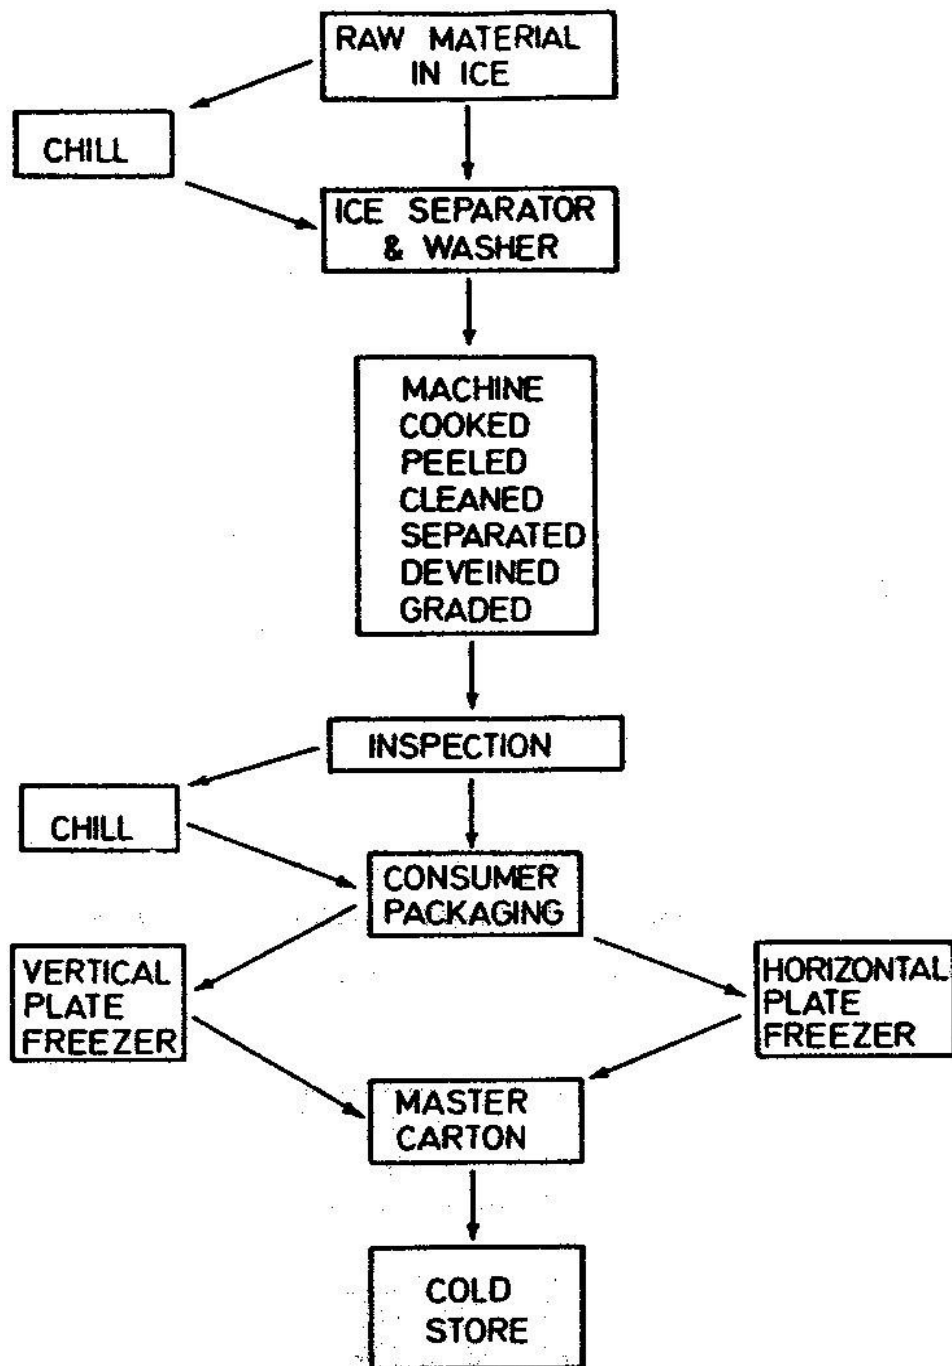 RAW MATERIAL
IN ICE
CHILL
ICE SEPARATOR
& WASHER
MACHINE
COOKED
PEELED
CLEANED
SEPARATED
DEVEINED
GRADED
INSPECTION
CHILL
CONSUMER
PACKAGING
VERTICAL
PLATE
FREEZER
HORIZONTAL
PLATE
FREEZER
MASTER
CARTON
COLD
STORE